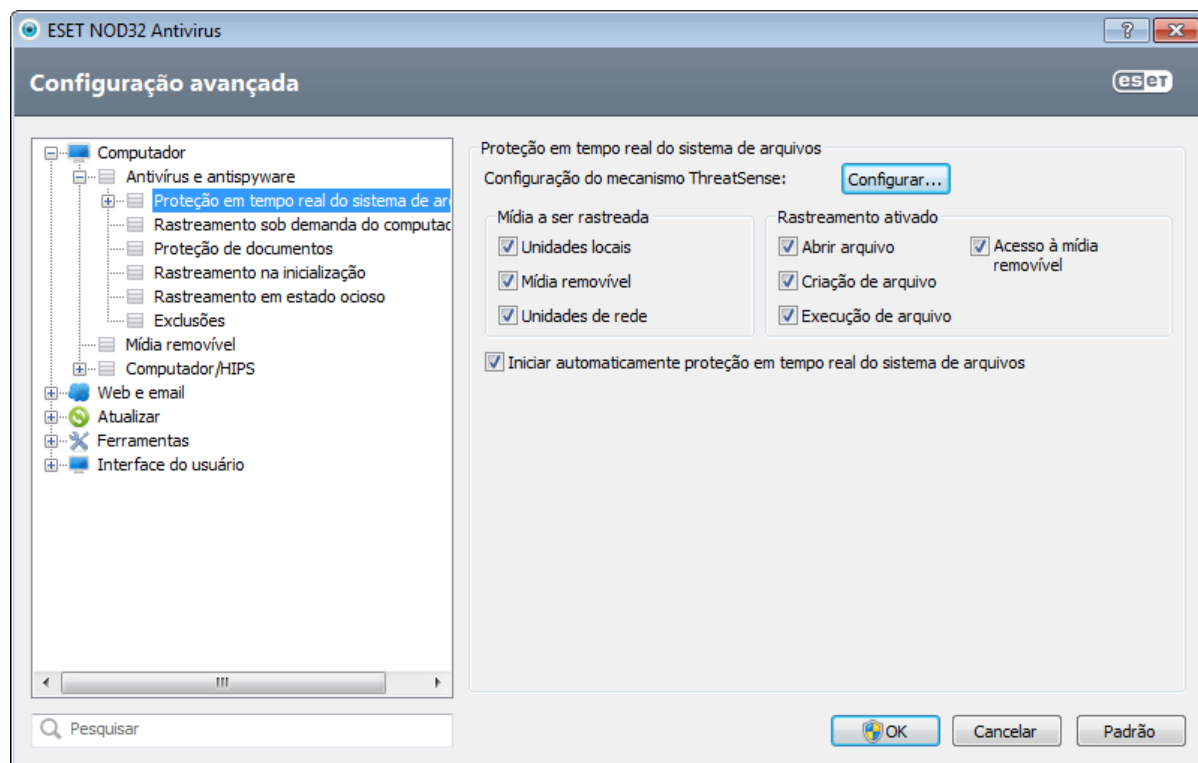 ESET NOD32 Antivirus
Configuração avançada
eset
Computador
Antivírus e antispyware
Proteção em tempo real do sistema de
Rastreamento sob demanda do
Proteção de documentos
Rastreamento na inicialização
Rastreamento em estado ocioso
Exclusões
Mídia removível
Computador/HIPS
Web e email
Atualizar
Ferramentas
Interface do usuário
Pesquisar
Proteção em tempo real do sistema de arquivos
Configuração do mecanismo ThreatSense: Configurar...
Mídia a ser rastreada
Unidades locais
Mídia removível
Unidades de rede
Rastreamento ativado
Abrir arquivo
Criação de arquivo
Execução de arquivo
Acesso à mídia
removível
Iniciar automaticamente proteção em tempo real do sistema de arquivos
OK Cancelar Padrão